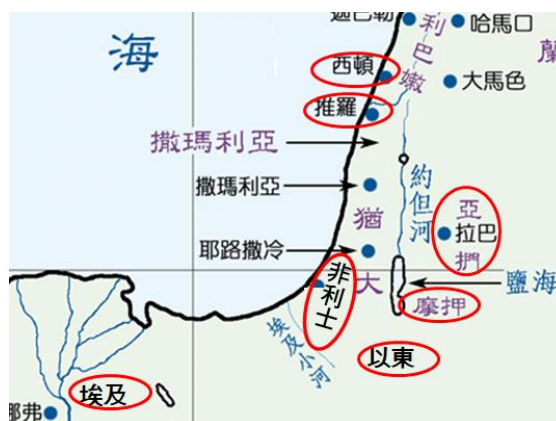 迦巴勒
哈馬口
利巴嫩
海
西頓
大馬色
推羅
撒瑪利亞
撒瑪利亞
約但河
猶大
亞捫
拉巴
耶路撒冷
非利士
鹽海
摩押
埃及小河
以東
埃及